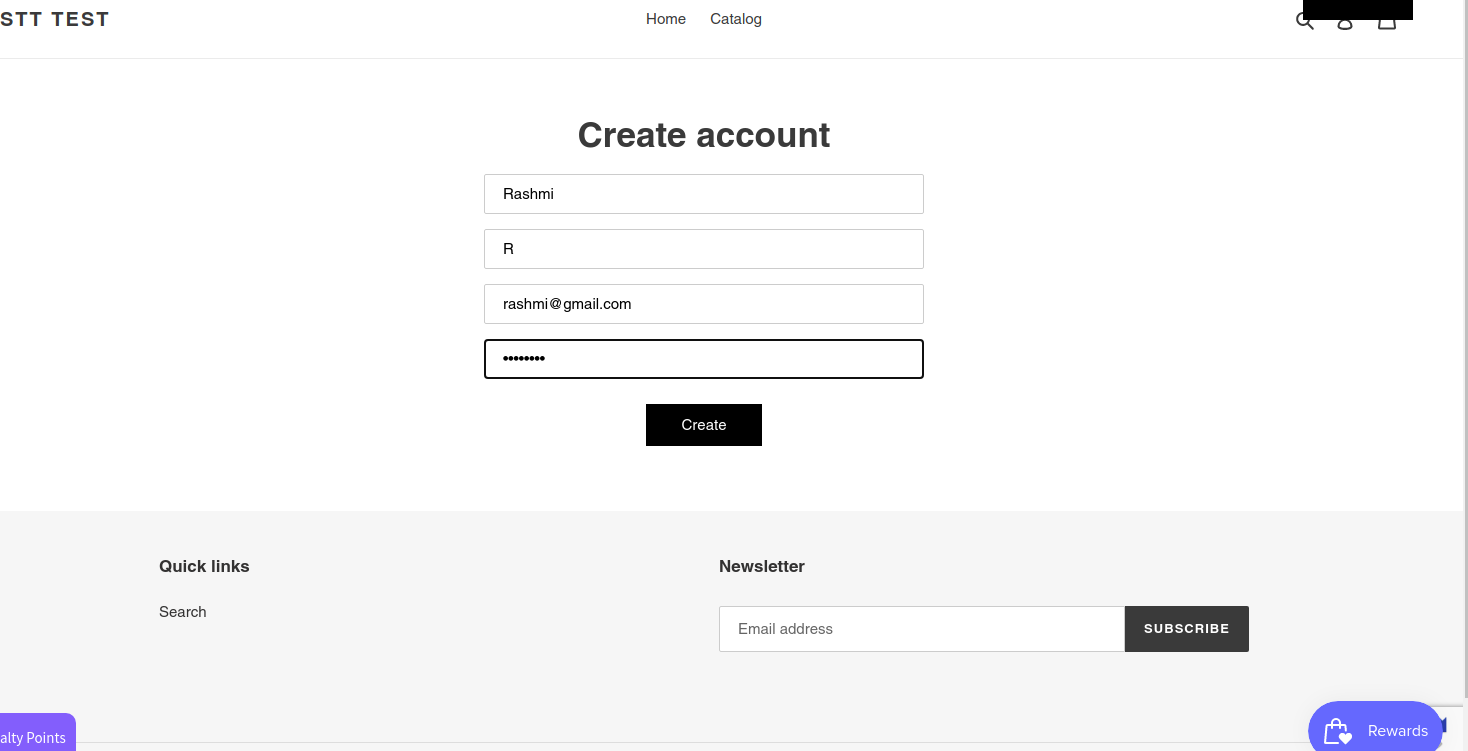 STT TEST
Home Catalog
Create account
Rashmi
R
rashmi@gmail.com
••••••••
Create
Quick links
Newsletter
Search
Email address
SUBSCRIBE
alty Points
Rewards